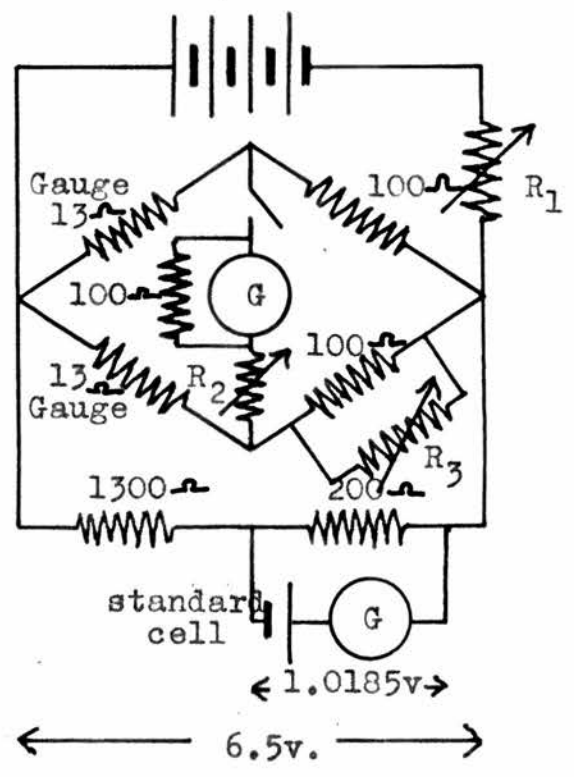 Gauge
13Ω
100Ω
R1
100Ω
G
100Ω
13Ω
Gauge
R2
R3
1300Ω
200Ω
standard
cell
G
1.0185v
6.5v.